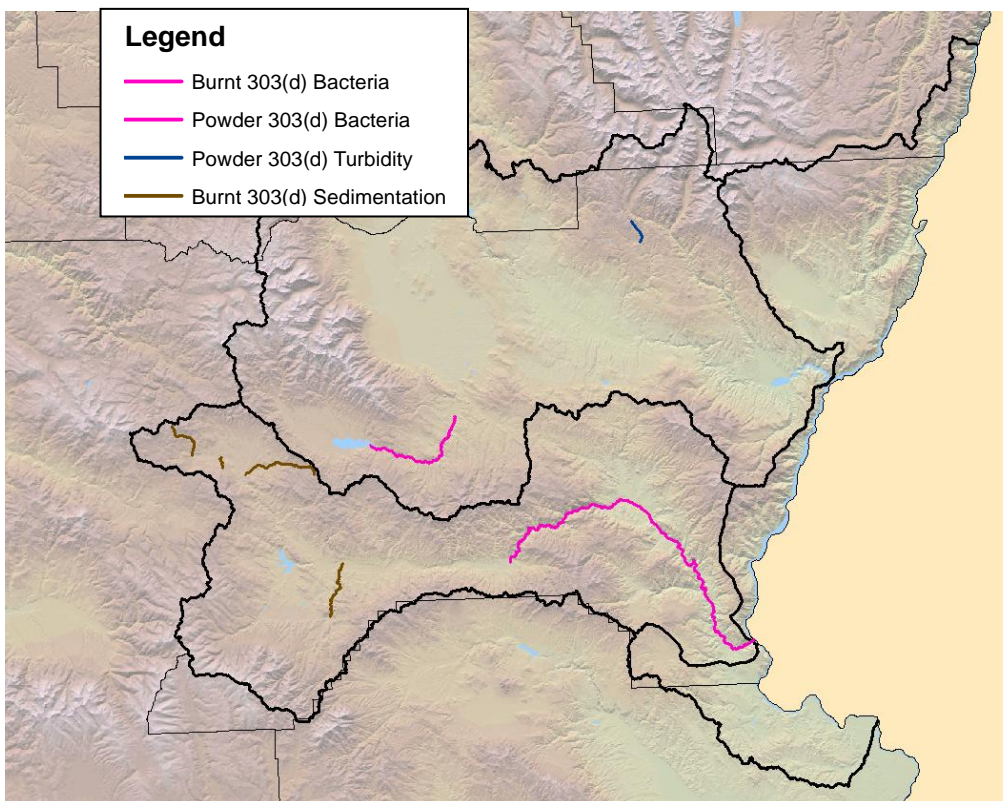 Legend
Burnt 303(d) Bacteria
Powder 303(d) Bacteria
Powder 303(d) Turbidity
Burnt 303(d) Sedimentation